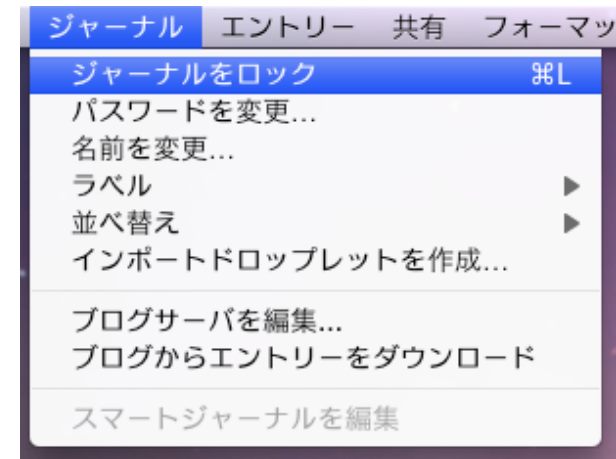 ジャーナル エントリー 共有 フォーマッ
ジャーナルをロック ⌘L
パスワードを変更...
名前を変更...
ラベル
並べ替え
インポートドロップレットを作成...
ブログサーバを編集...
ブログからエントリーをダウンロード
スマートジャーナルを編集